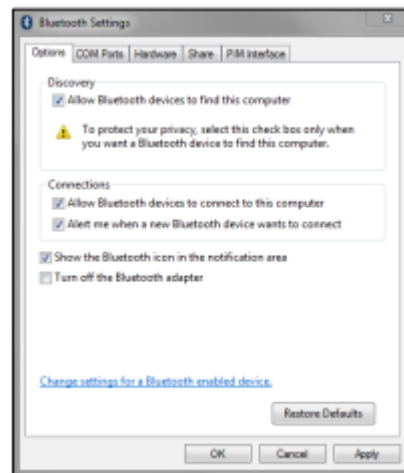 Bluetooth Settings
Options COM Ports Hardware Share PIM Interface
Discovery
Allow Bluetooth devices to find this computer
To protect your privacy, select this check box only when
you want a Bluetooth device to find this computer.
Connections
Allow Bluetooth devices to connect to this computer
Alert me when a new Bluetooth device wants to connect
Show the Bluetooth icon in the notification area
Turn off the Bluetooth adapter
Change settings for a Bluetooth enabled device.
Restore Defaults
OK Cancel Apply